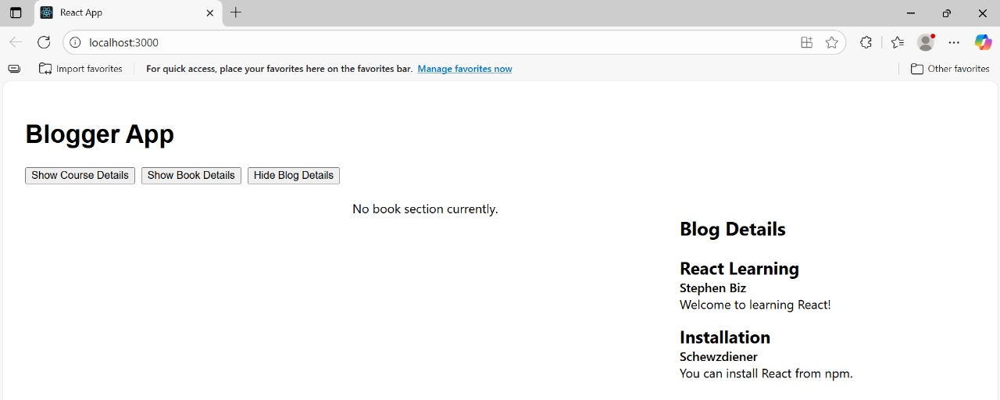 React App
localhost:3000
Import favorites
For quick access, place your favorites here on the favorites bar. Manage favorites now
Other favorites
Blogger App
Show Course Details
Show Book Details
Hide Blog Details
No book section currently.
Blog Details
React Learning
Stephen Biz
Welcome to learning React!
Installation
Schewzdiener
You can install React from npm.